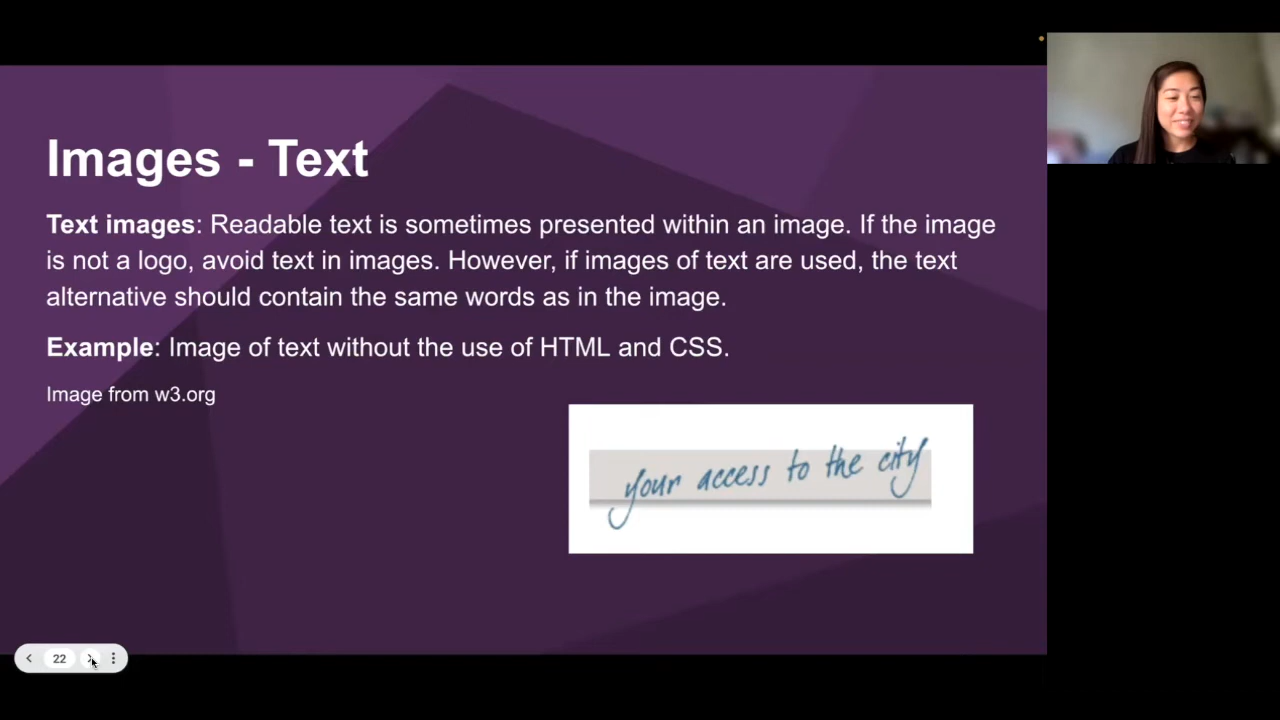 Images - Text
Text images: Readable text is sometimes presented within an image. If the image
is not a logo, avoid text in images. However, if images of text are used, the text
alternative should contain the same words as in the image.
Example: Image of text without the use of HTML and CSS.
Image from w3.org
your access to the city
22